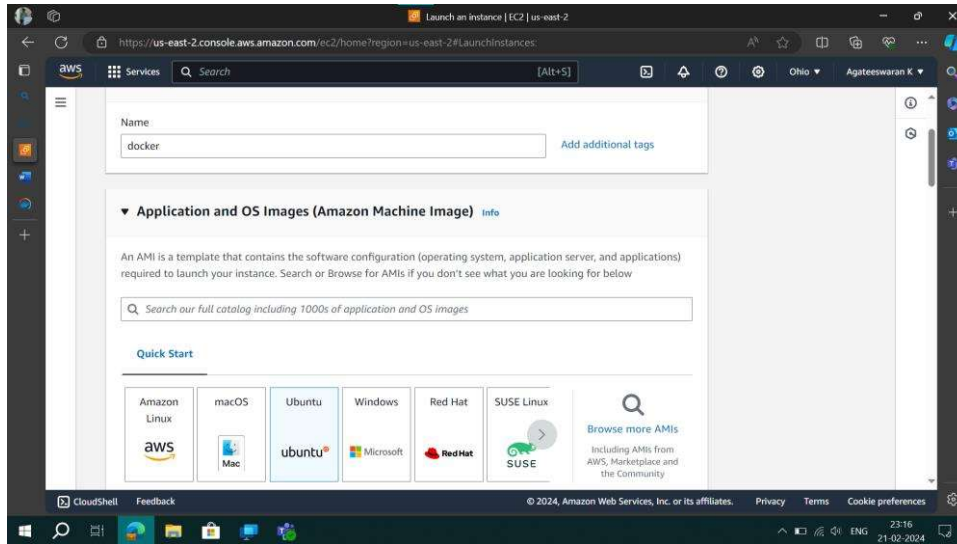 Launch an instance | EC2 | us-east-2
https://us-east-2.console.aws.amazon.com/ec2/home?region=us-east-2#LaunchInstances:
aws
Services
Search
[Alt+S]
Ohio
Agateeswaran K
Name
docker
Add additional tags
Application and OS Images (Amazon Machine Image) Info
An AMI is a template that contains the software configuration (operating system, application server, and applications)
required to launch your instance. Search or Browse for AMIs if you don't see what you are looking for below
Search our full catalog including 1000s of application and OS images
Quick Start
Amazon
Linux
aws
macOS
Mac
Ubuntu
ubuntu
Windows
Microsoft
Red Hat
Red Hat
SUSE Linux
SUSE
Browse more AMIs
Including AMIs from
AWS, Marketplace and
the Community
CloudShell
Feedback
© 2024, Amazon Web Services, Inc. or its affiliates.
Privacy
Terms
Cookie preferences
ENG
23:16
21-02-2024